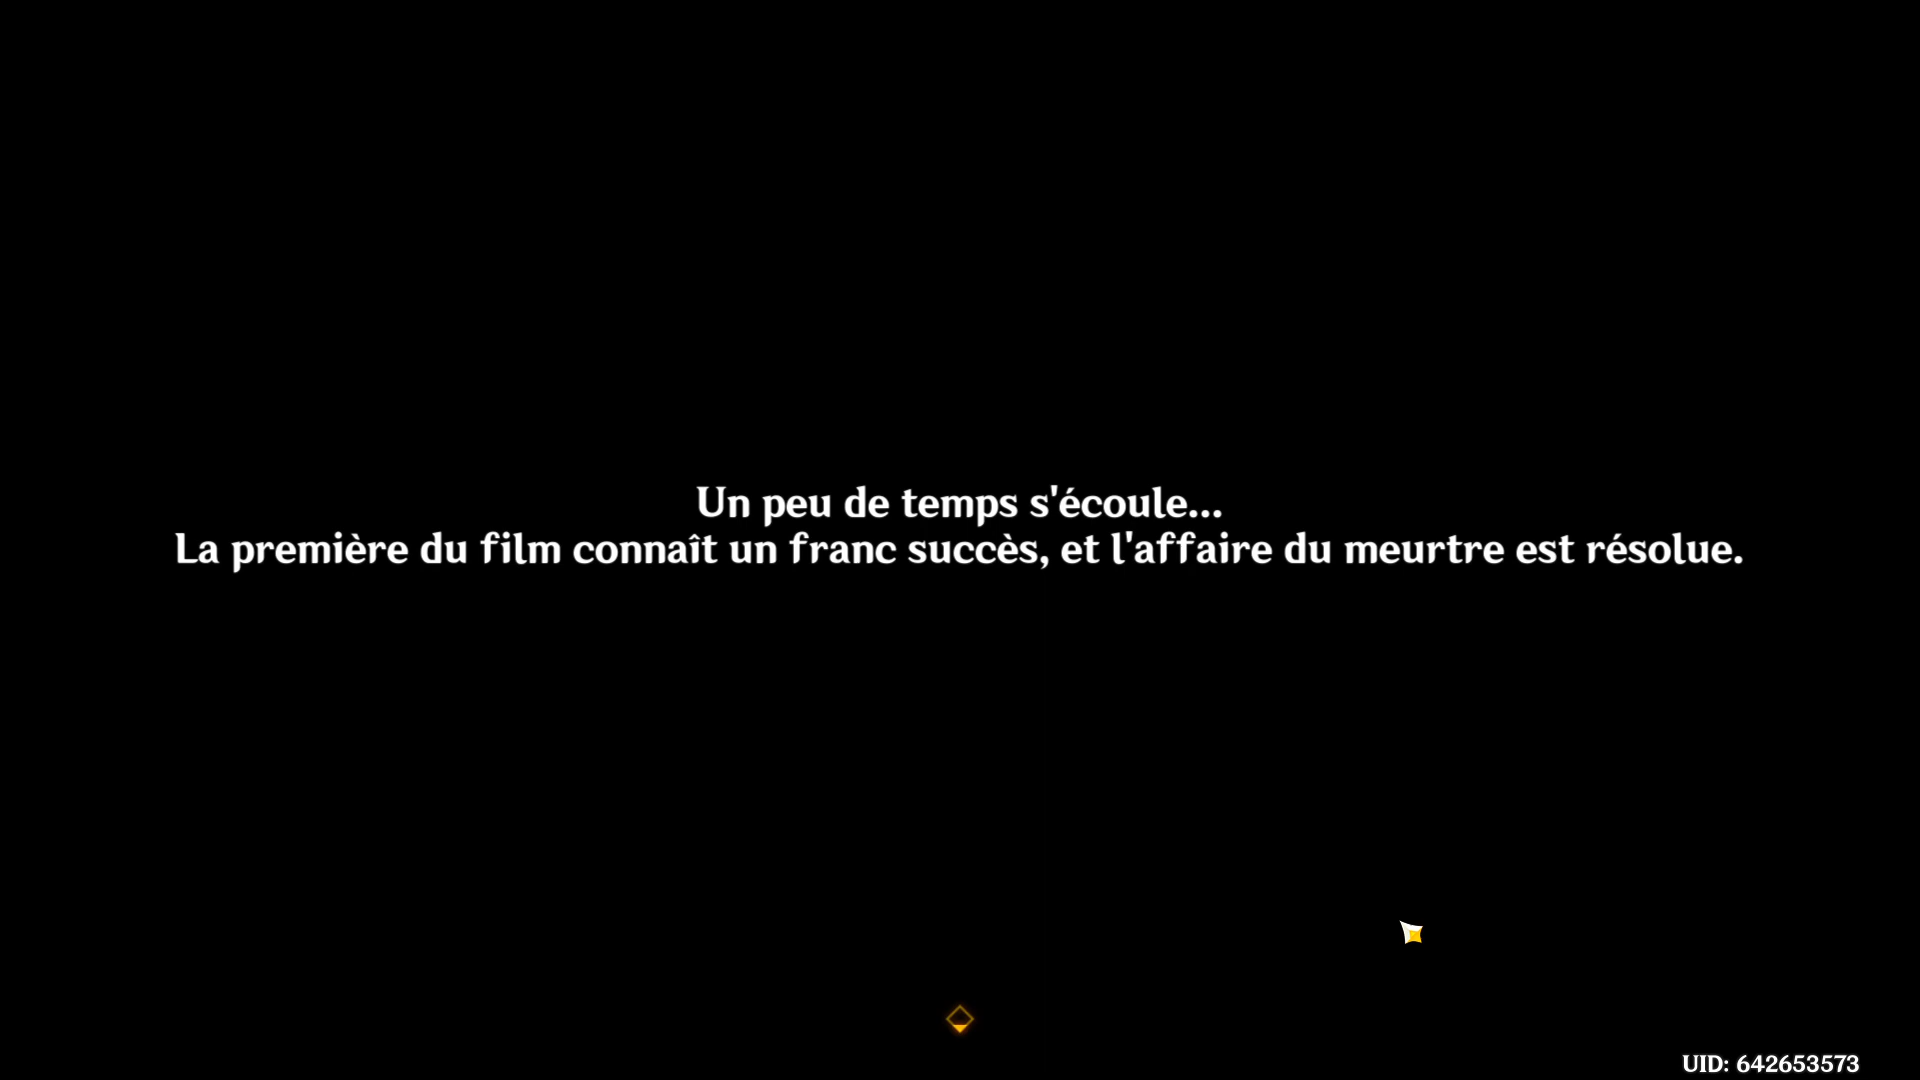 Un peu de temps s'écoule...
La première du film connaît un franc succès, et l'affaire du meurtre est résolue.
UID: 642653573